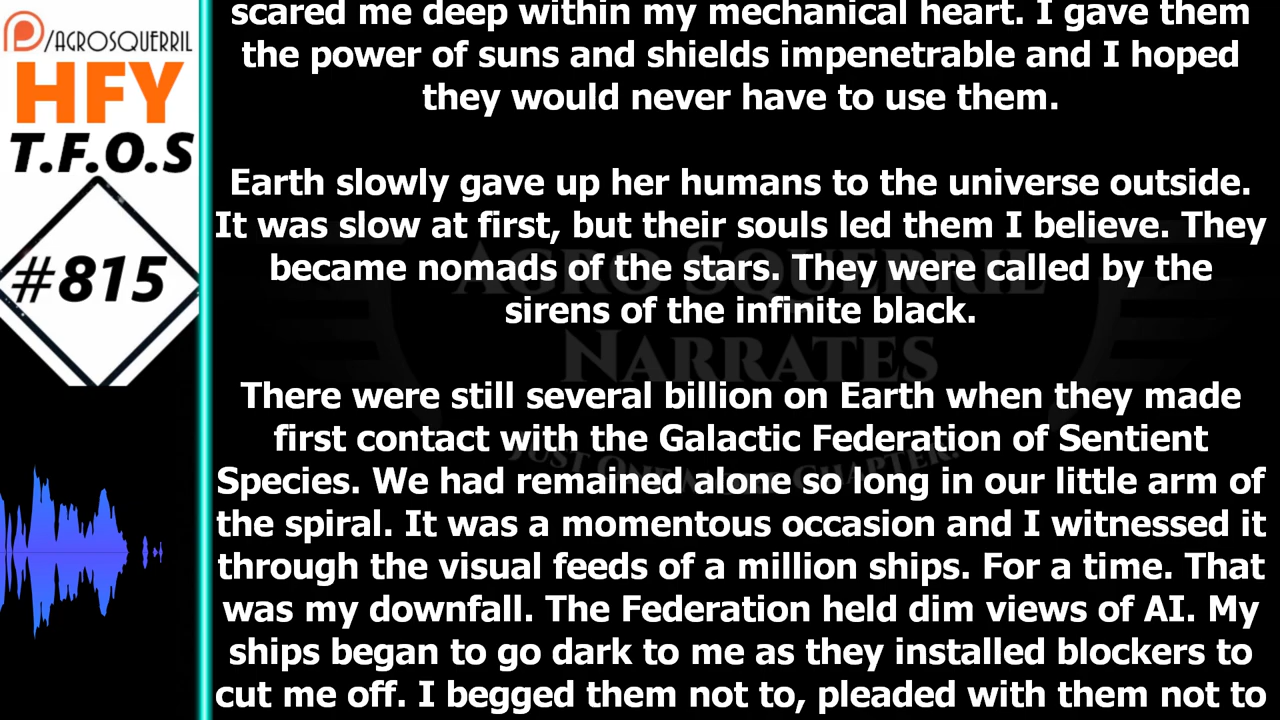 /AGROSQUERRIL
HFY
T.F.O.S
#815
scared me deep within my mechanical heart. I gave them
the power of suns and shields impenetrable and I hoped
they would never have to use them.
Earth slowly gave up her humans to the universe outside.
It was slow at first, but their souls led them I believe. They
became nomads of the stars. They were called by the
sirens of the infinite black.
There were still several billion on Earth when they made
first contact with the Galactic Federation of Sentient
Species. We had remained alone so long in our little arm of
the spiral. It was a momentous occasion and I witnessed it
through the visual feeds of a million ships. For a time. That
was my downfall. The Federation held dim views of AI. My
ships began to go dark to me as they installed blockers to
cut me off. I begged them not to, pleaded with them not to
AGRO SQUERRIL
NARRATES
JUST ONE MORE CHAPTER.